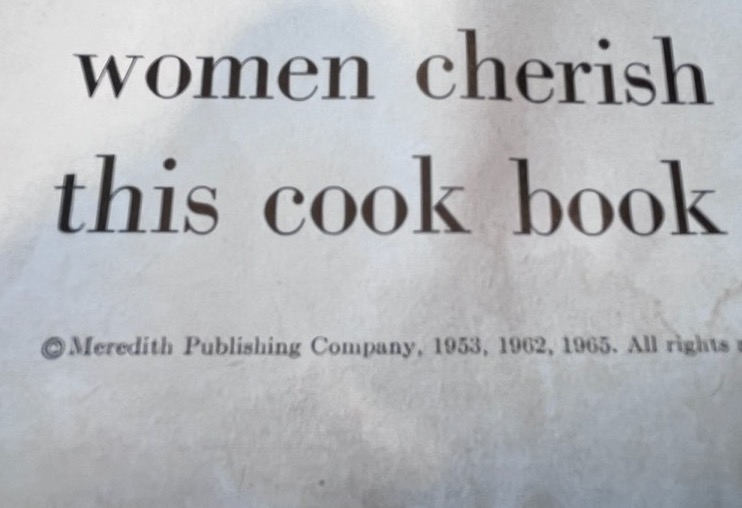 women cherish
this cook book
©Meredith Publishing Company, 1953, 1962, 1965. All rights